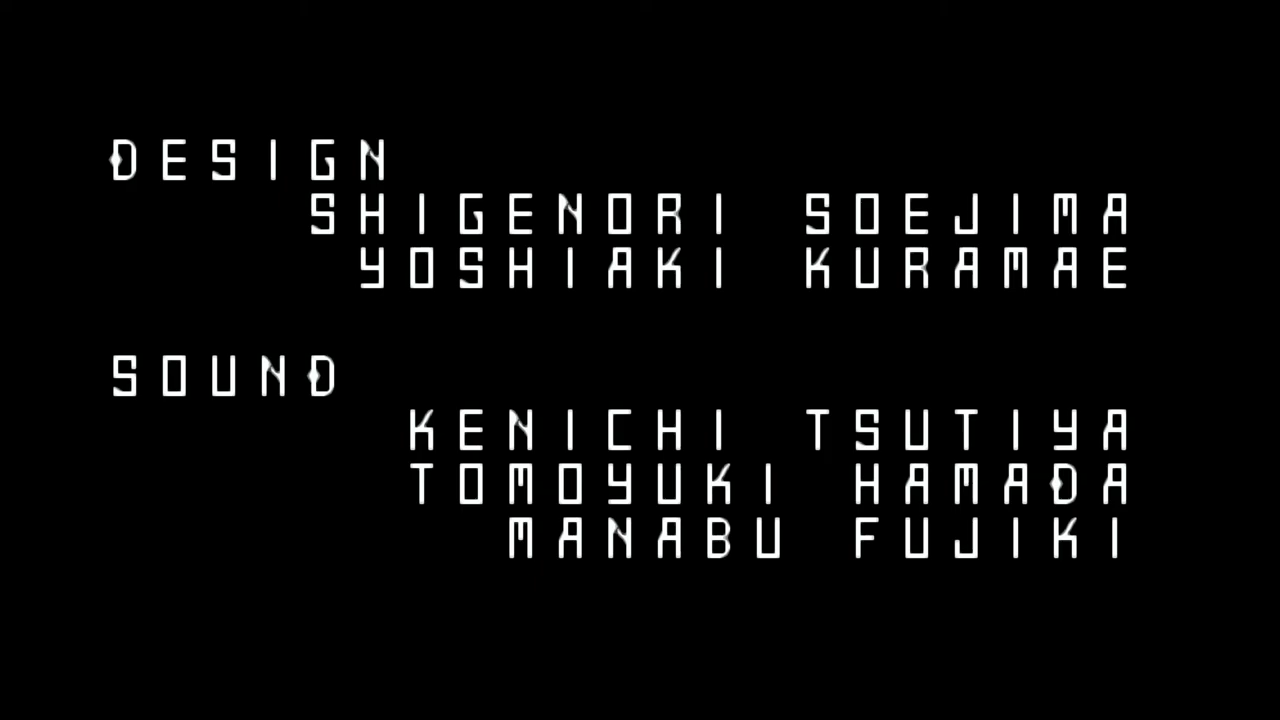 DESIGN
SHIGENORI SOEJIMA
YOSHIAKI KURAMAE
SOUND
KENICHI TSUTIYA
TOMOYUKI HAMADA
MANABU FUJIKI